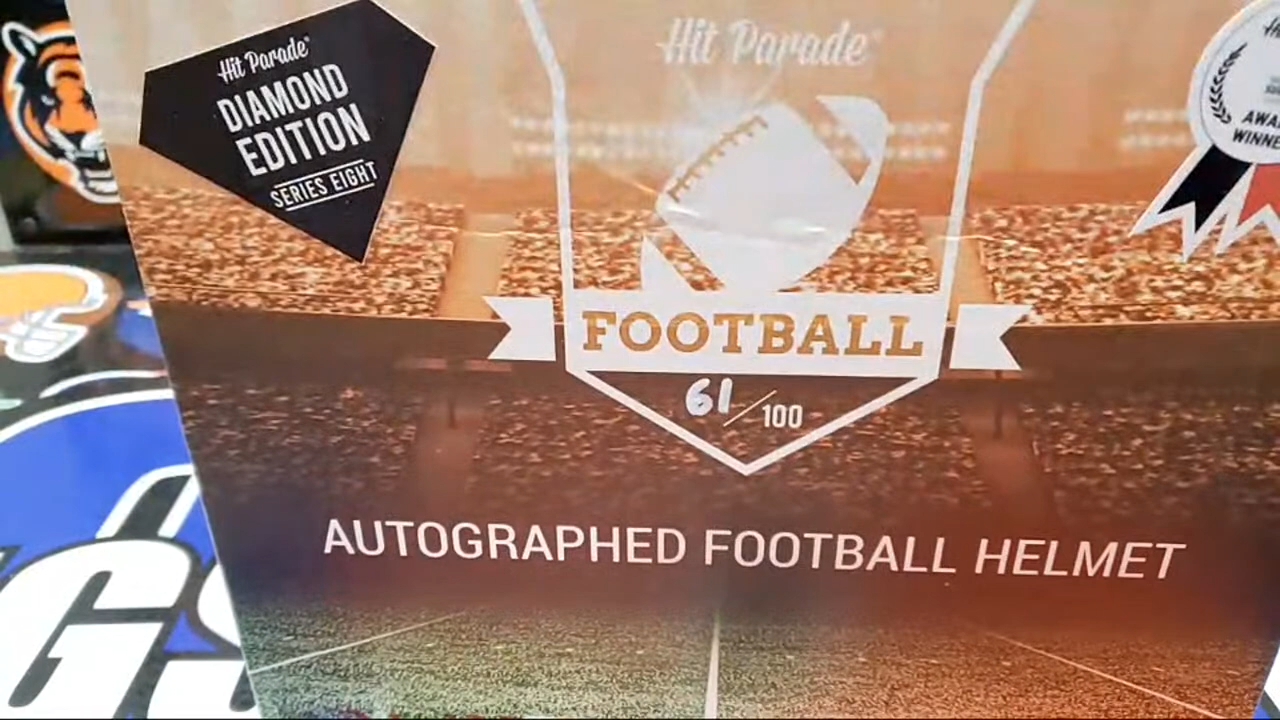 Hit Parade®
DIAMOND
EDITION
SERIES EIGHT
Hit Parade®
FOOTBALL
61/100
AUTOGRAPHED FOOTBALL HELMET